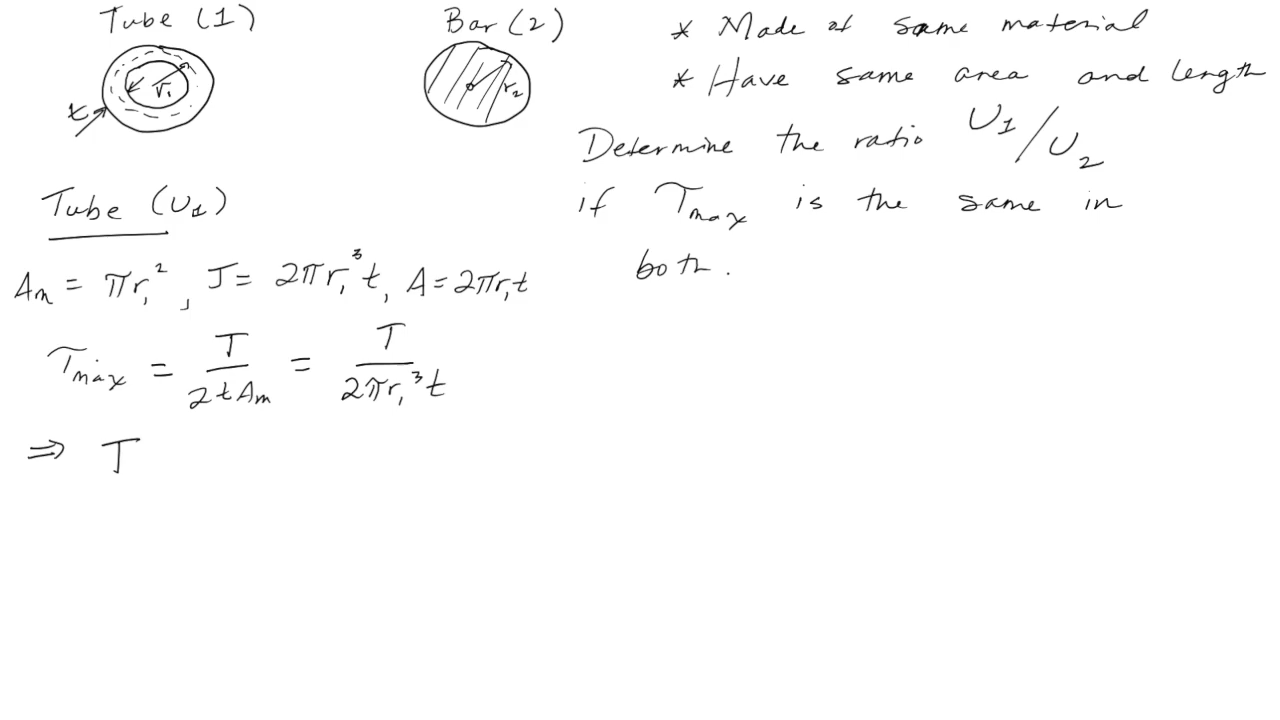 Tube (1)
Bar (2)
r₁
t
r₂
* Made of same material
* Have same area and length
Determine the ratio U₁/U₂
if τmax is the same in
both.
Tube (U₁)
Aₘ = πr₁², J = 2πr₁³t, A = 2πr₁t
τmax = T/(2tAₘ) = T/(2πr₁³t)
⇒ T